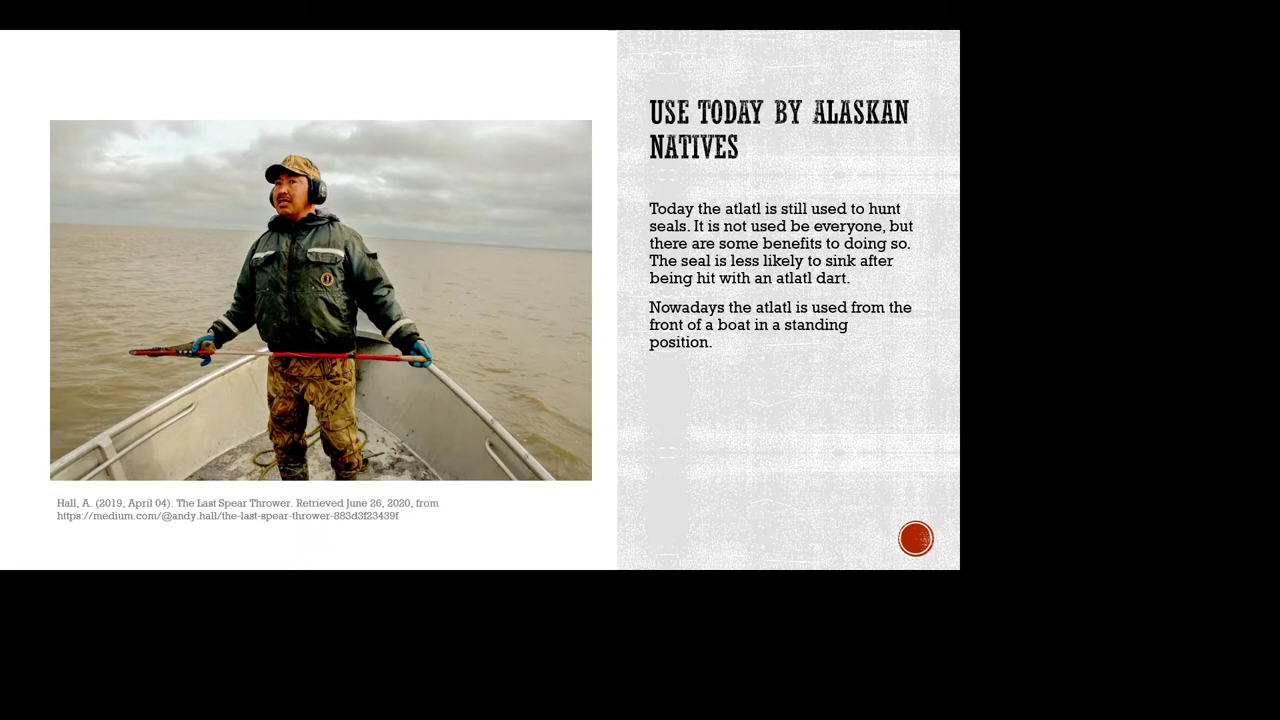 USE TODAY BY ALASKAN
NATIVES
Today the atlatl is still used to hunt
seals. It is not used be everyone, but
there are some benefits to doing so.
The seal is less likely to sink after
being hit with an atlatl dart.
Nowadays the atlatl is used from the
front of a boat in a standing
position.
Hall, A. (2019, April 04). The Last Spear Thrower. Retrieved June 26, 2020, from
https://medium.com/@andy.hall/the-last-spear-thrower-883d3f23439f